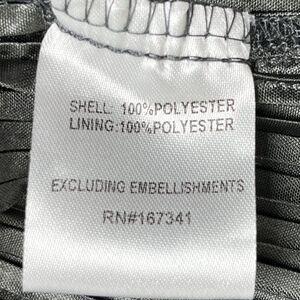 SHELL: 100%POLYESTER
LINING:100%POLYESTER
EXCLUDING EMBELLISHMENTS
RN#167341